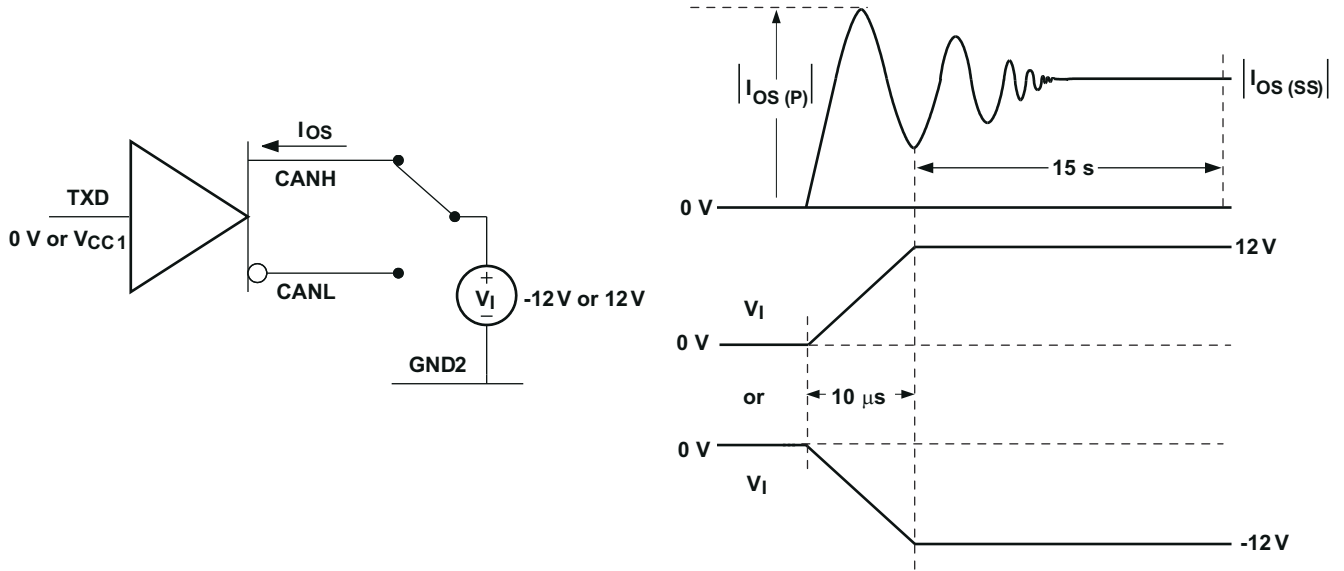 TXD
0 V or VCC1
IOS
CANH
CANL
+
VI
−
-12 V or 12 V
GND2
|IOS (P)|
|IOS (SS)|
15 s
0 V
12 V
VI
0 V
or
10 μs
0 V
VI
-12 V